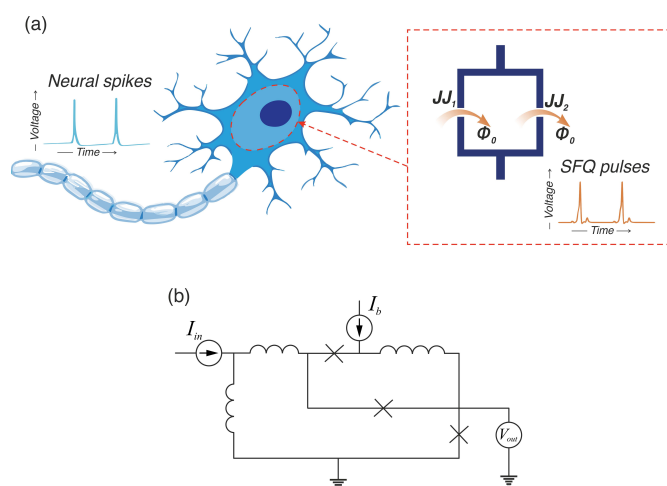 (a)
Neural spikes
Voltage
Time
JJ1
JJ2
Φ0
Φ0
SFQ pulses
Voltage
Time
(b)
Ib
Iin
Vout